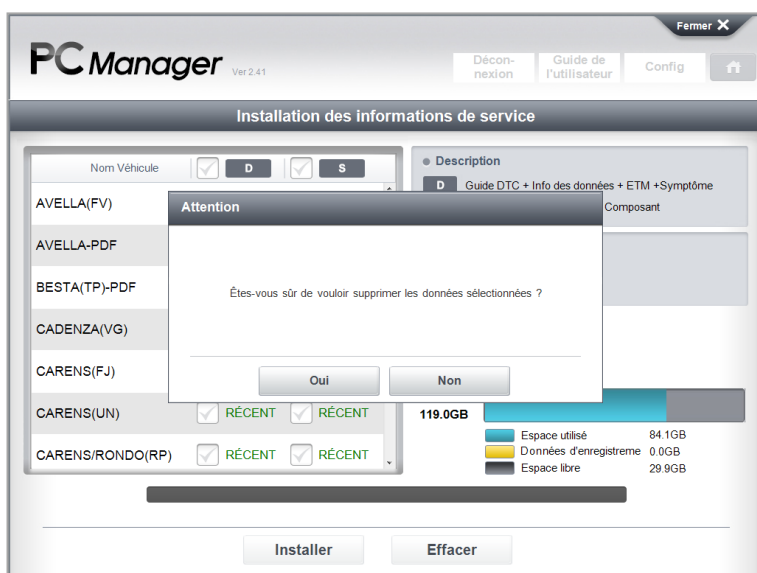 Fermer X
PC Manager Ver 2.41
Décon-
nexion
Guide de
l'utilisateur
Config
Installation des informations de service
Nom Véhicule D S
Description
D Guide DTC + Info des données + ETM +Symptôme
Composant
AVELLA(FV)
AVELLA-PDF
BESTA(TP)-PDF
CADENZA(VG)
CARENS(FJ)
CARENS(UN) RÉCENT RÉCENT
CARENS/RONDO(RP) RÉCENT RÉCENT
Attention
Êtes-vous sûr de vouloir supprimer les données sélectionnées ?
Oui Non
119.0GB
Espace utilisé 84.1GB
Données d'enregistreme 0.0GB
Espace libre 29.9GB
Installer Effacer